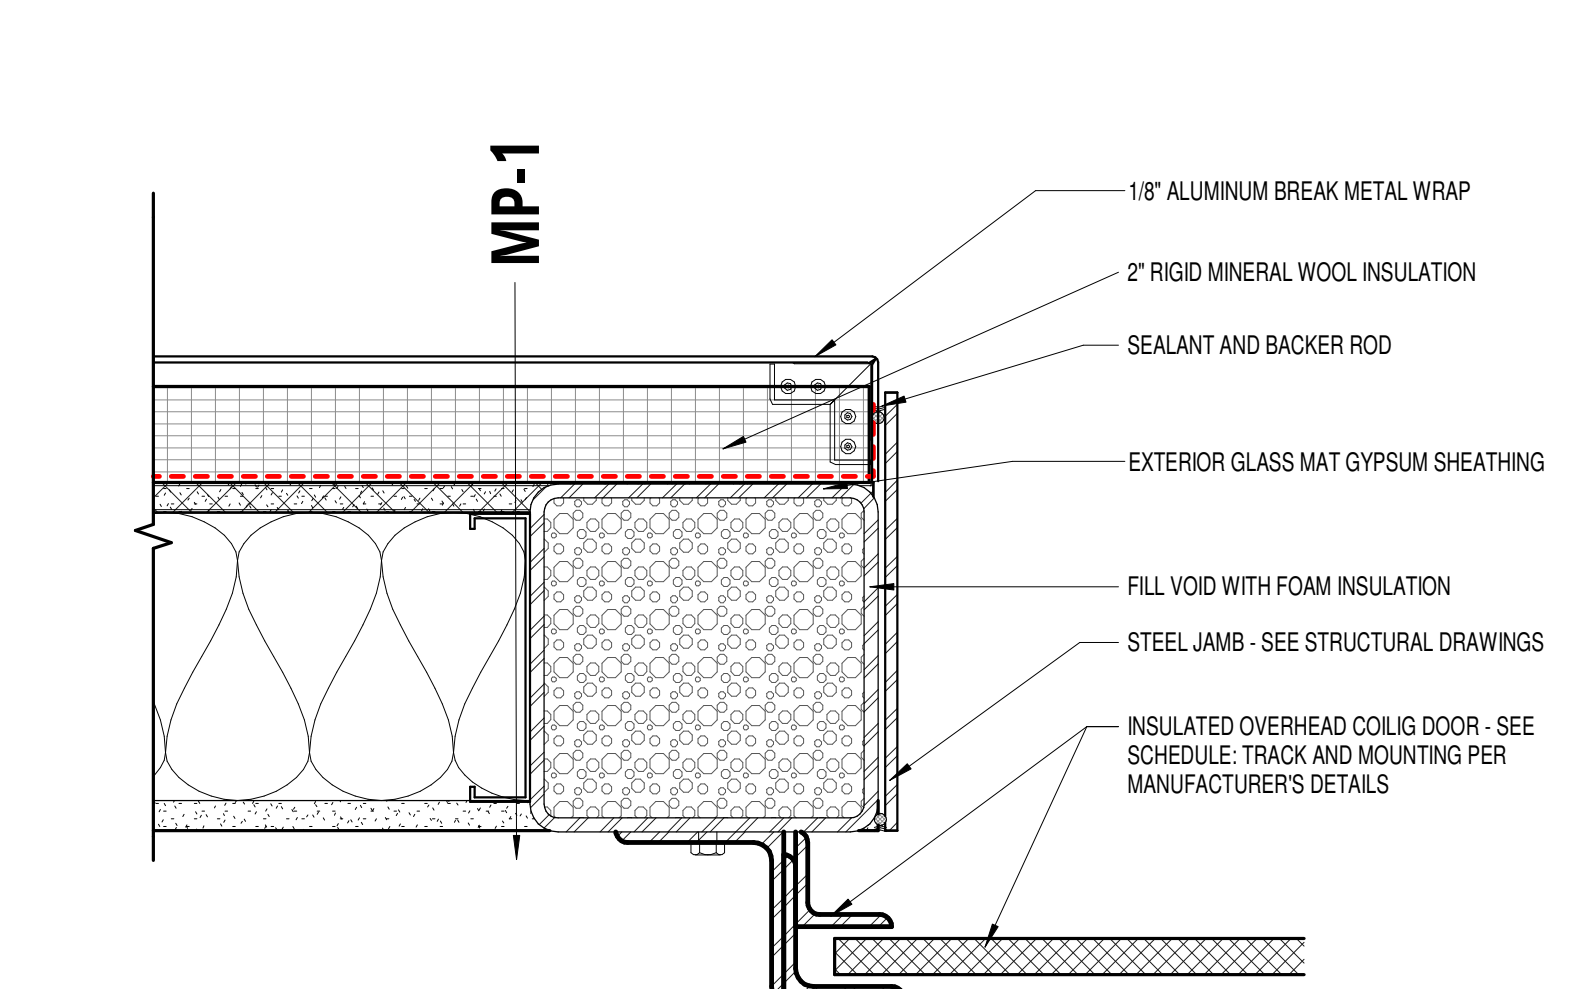 MP-1
1/8" ALUMINUM BREAK METAL WRAP
2" RIGID MINERAL WOOL INSULATION
SEALANT AND BACKER ROD
EXTERIOR GLASS MAT GYPSUM SHEATHING
FILL VOID WITH FOAM INSULATION
STEEL JAMB - SEE STRUCTURAL DRAWINGS
INSULATED OVERHEAD COILIG DOOR - SEE
SCHEDULE: TRACK AND MOUNTING PER
MANUFACTURER'S DETAILS